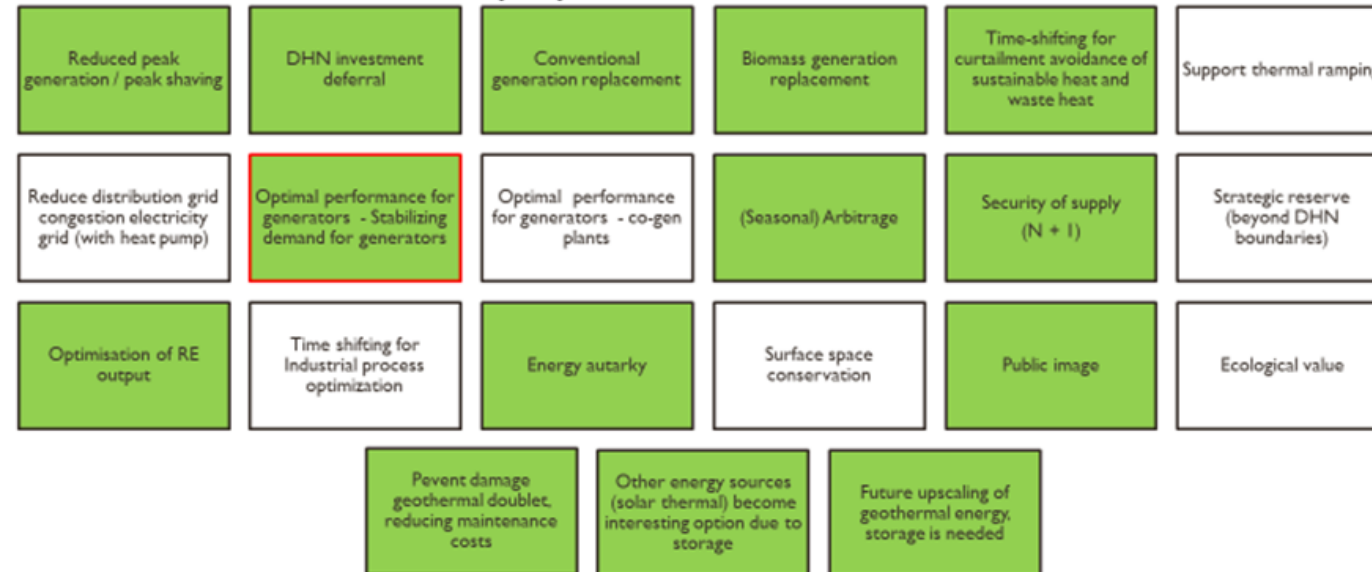 Reduced peak
generation / peak shaving
DHN investment
deferral
Conventional
generation replacement
Biomass generation
replacement
Time-shifting for
curtailment avoidance of
sustainable heat and
waste heat
Support thermal rampin
Reduce distribution grid
congestion electricity
grid (with heat pump)
Optimal performance for
generators - Stabilizing
demand for generators
Optimal performance
for generators - co-gen
plants
(Seasonal) Arbitrage
Security of supply
(N + 1)
Strategic reserve
(beyond DHN
boundaries)
Optimisation of RE
output
Time shifting for
Industrial process
optimization
Energy autarky
Surface space
conservation
Public image
Ecological value
Pevent damage
geothermal doublet,
reducing maintenance
costs
Other energy sources
(solar thermal) become
interesting option due to
storage
Future upscaling of
geothermal energy,
storage is needed